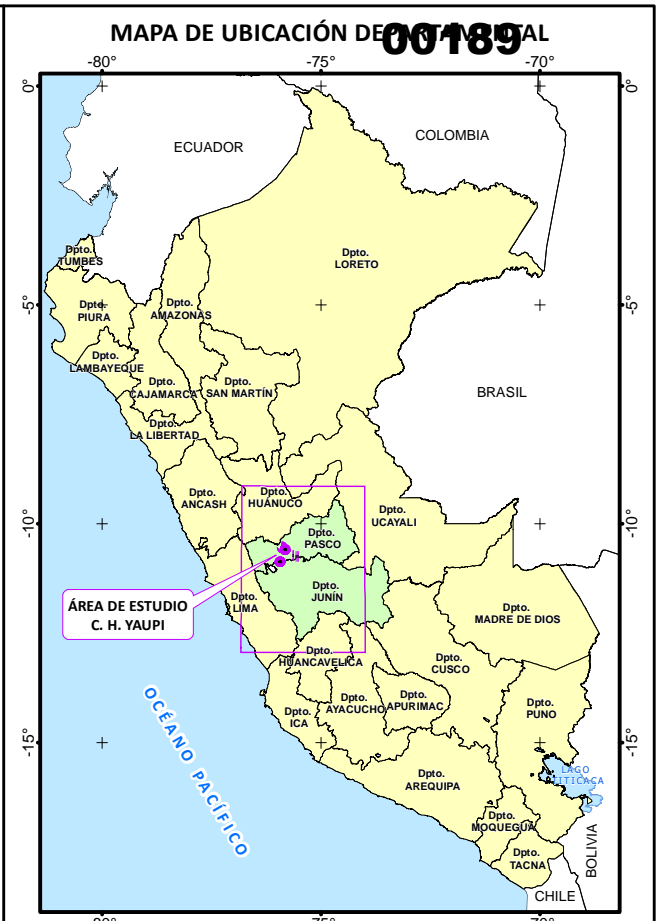 MAPA DE UBICACIÓN DEPARTAMENTAL
00189
-80°
-75°
-70°
0°
0°
ECUADOR
COLOMBIA
Dpto.
TUMBES
Dpto.
LORETO
-5°
-5°
Dpto.
PIURA
Dpto.
AMAZONAS
Dpto.
LAMBAYEQUE
Dpto.
CAJAMARCA
Dpto.
SAN MARTÍN
BRASIL
Dpto.
LA LIBERTAD
Dpto.
ANCASH
Dpto.
HUANUCO
Dpto.
UCAYALI
-10°
-10°
Dpto.
PASCO
ÁREA DE ESTUDIO
C. H. YAUPI
Dpto.
LIMA
Dpto.
JUNÍN
Dpto.
MADRE DE DIOS
Dpto.
HUANCAVELICA
Dpto.
CUSCO
Dpto.
ICA
Dpto.
AYACUCHO
Dpto.
APURIMAC
Dpto.
PUNO
-15°
-15°
OCÉANO PACÍFICO
Dpto.
AREQUIPA
LAGO
TITICACA
Dpto.
MOQUEGUA
Dpto.
TACNA
BOLIVIA
CHILE
-80°
-75°
-70°